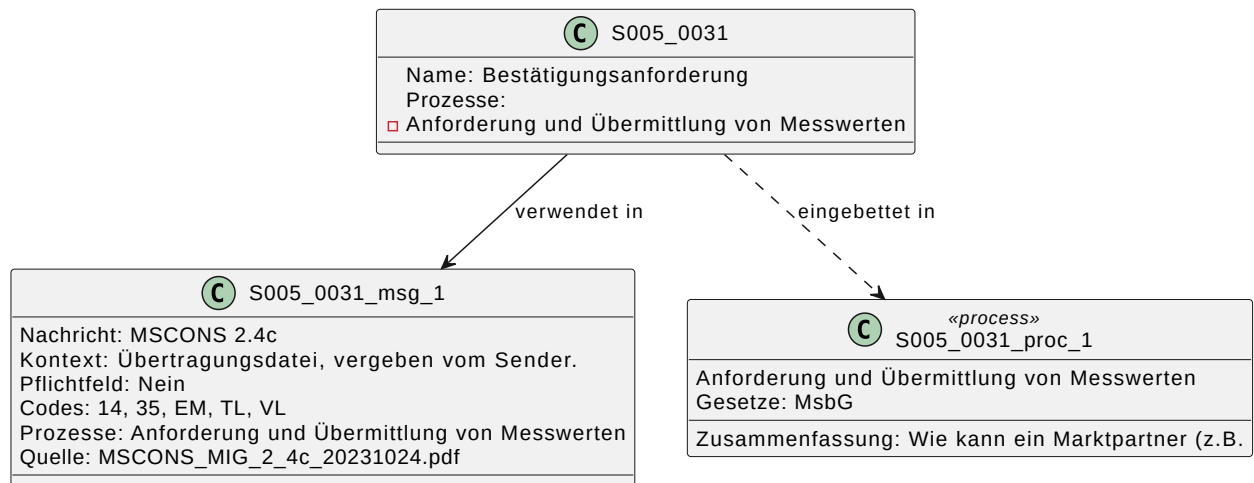 C S005_0031
Name: Bestätigungsanforderung
Prozesse:
Anforderung und Übermittlung von Messwerten
verwendet in
eingebettet in
C S005_0031_msg_1
Nachricht: MSCONS 2.4c
Kontext: Übertragungsdatei, vergeben vom Sender.
Pflichtfeld: Nein
Codes: 14, 35, EM, TL, VL
Prozesse: Anforderung und Übermittlung von Messwerten
Quelle: MSCONS_MIG_2_4c_20231024.pdf
«process»
C S005_0031_proc_1
Anforderung und Übermittlung von Messwerten
Gesetze: MsbG
Zusammenfassung: Wie kann ein Marktpartner (z.B.